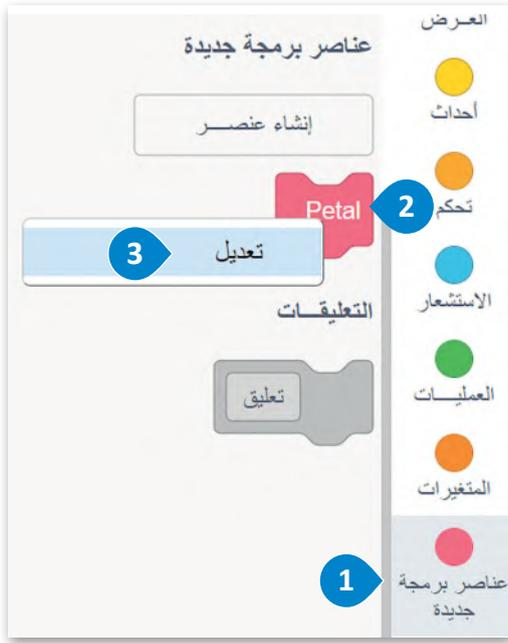 العـرض
أحداث
تحكم
الاستشعار
العمليـــات
المتغيرات
عناصر برمجة
جديدة
1
عناصر برمجة جديدة
إنشاء عنصـــر
Petal
2
تعديل
3
التعليقـــات
تعليق